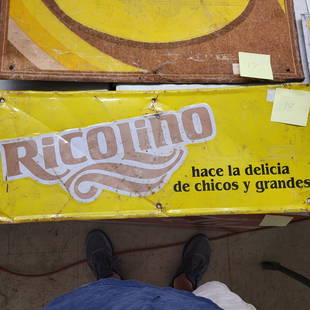 RICOLINO
hace la delicia
de chicos y grandes